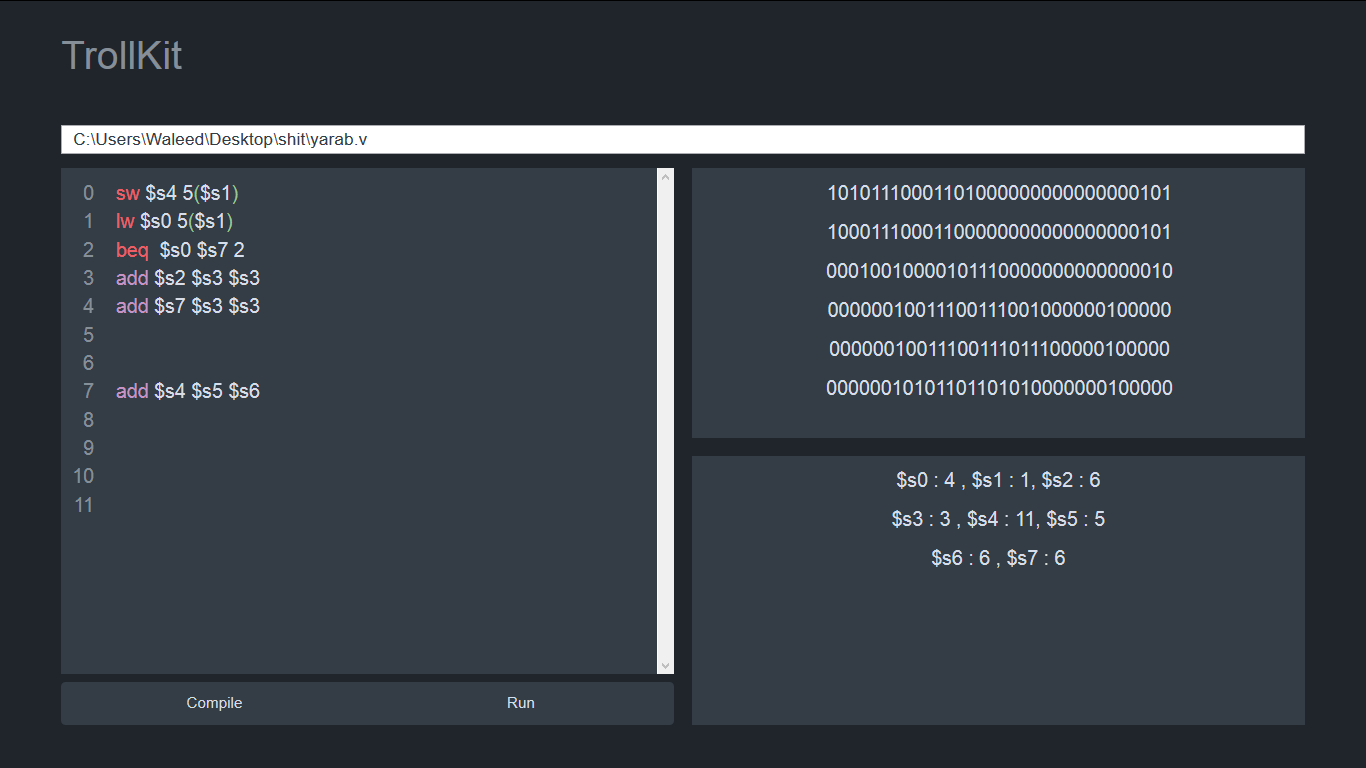 TrollKit
C:\Users\Waleed\Desktop\shit\yarab.v
0 sw $s4 5($s1)
1 lw $s0 5($s1)
2 beq $s0 $s7 2
3 add $s2 $s3 $s3
4 add $s7 $s3 $s3
5
6
7 add $s4 $s5 $s6
8
9
10
11
Compile Run
10101110001101000000000000000101
10001110001100000000000000000101
00010010000101110000000000000010
00000010011100111001000000100000
00000010011100111011100000100000
00000010101101101010000000100000
$s0 : 4 , $s1 : 1, $s2 : 6
$s3 : 3 , $s4 : 11, $s5 : 5
$s6 : 6 , $s7 : 6